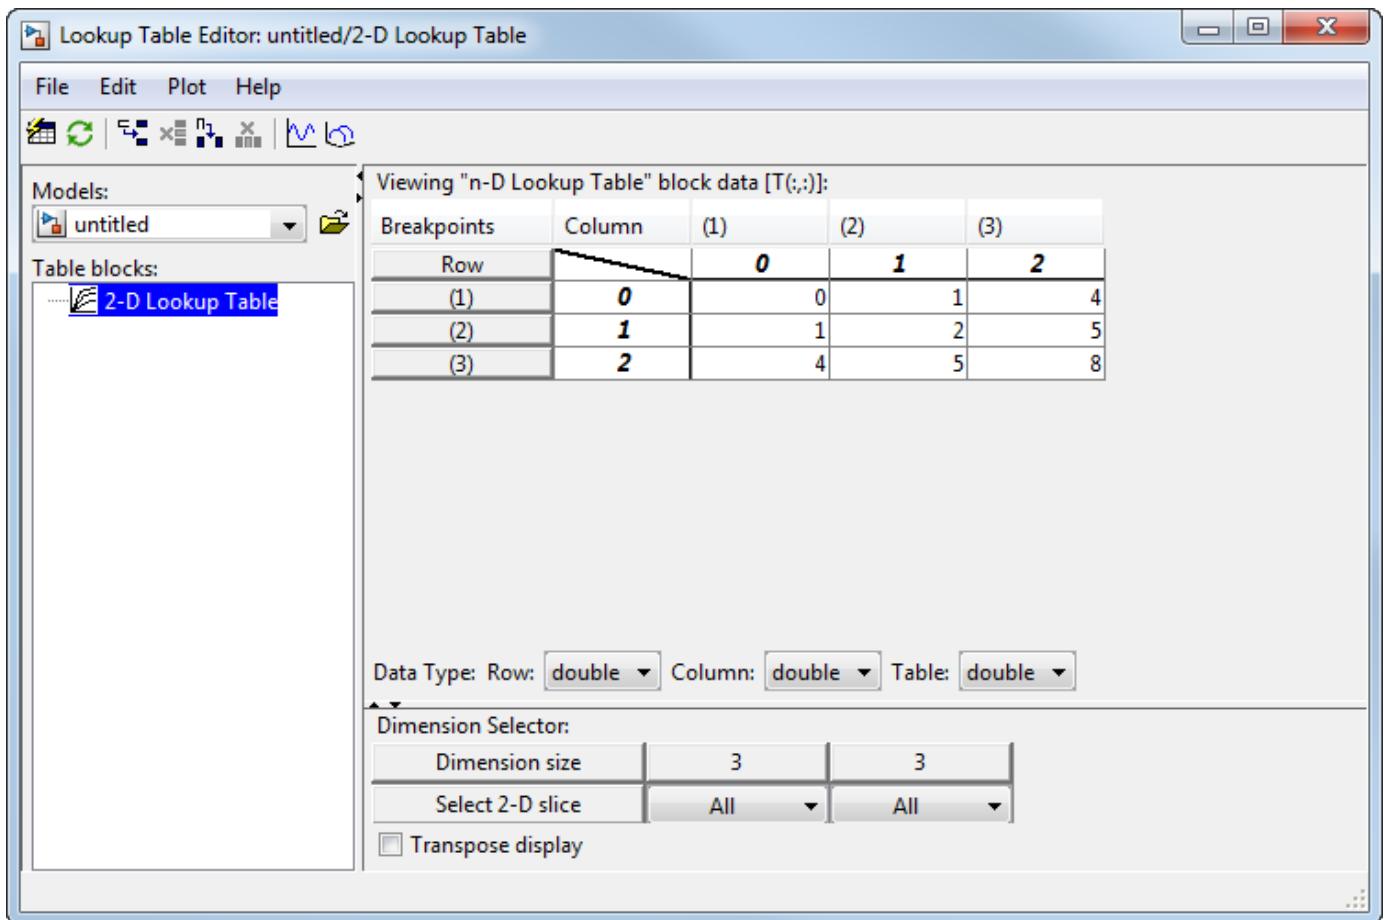 Lookup Table Editor: untitled/2-D Lookup Table
File Edit Plot Help
Models:
untitled
Table blocks:
2-D Lookup Table
Viewing "n-D Lookup Table" block data [T(:,:)]:
Breakpoints Column (1) (2) (3)
Row 0 1 2
(1) 0 0 1 4
(2) 1 1 2 5
(3) 2 4 5 8
Data Type: Row: double Column: double Table: double
Dimension Selector:
Dimension size 3 3
Select 2-D slice All All
Transpose display